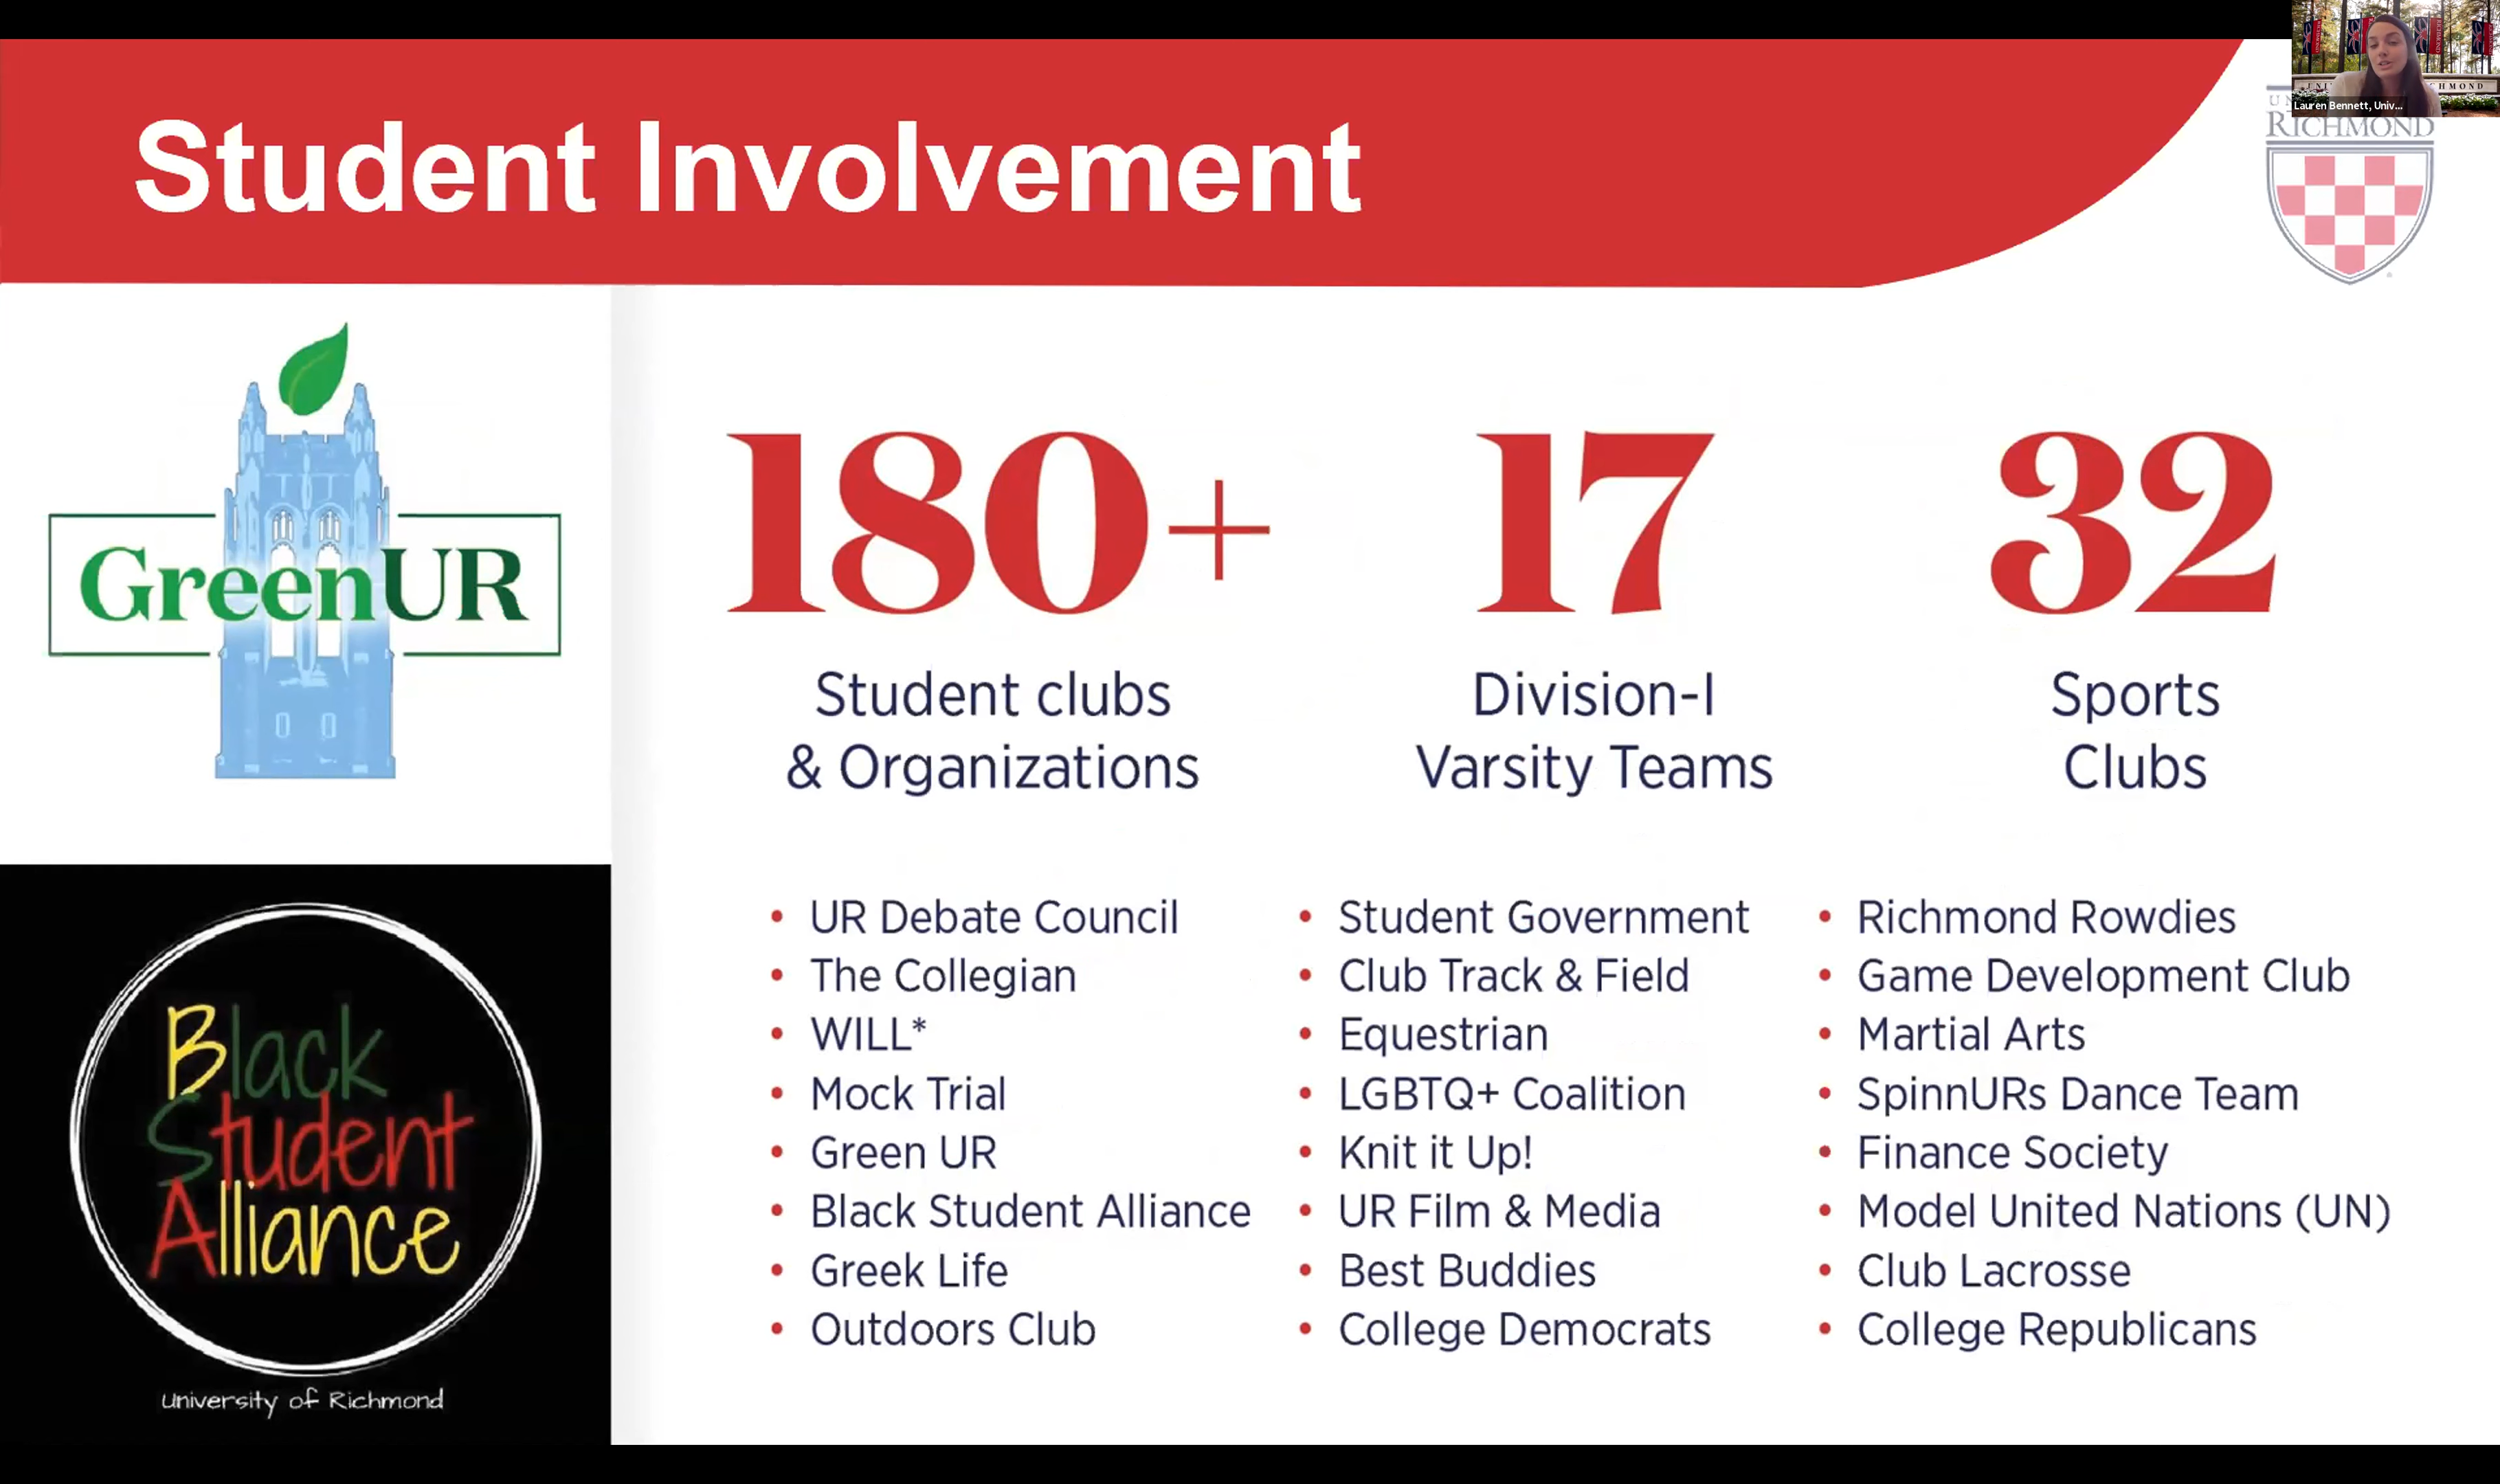 Student Involvement
Lauren Bennett, Univ...
RICHMOND
GreenUR
180+
Student clubs
& Organizations
17
Division-I
Varsity Teams
32
Sports
Clubs
• UR Debate Council
• The Collegian
• WILL*
• Mock Trial
• Green UR
• Black Student Alliance
• Greek Life
• Outdoors Club
• Student Government
• Club Track & Field
• Equestrian
• LGBTQ+ Coalition
• Knit it Up!
• UR Film & Media
• Best Buddies
• College Democrats
• Richmond Rowdies
• Game Development Club
• Martial Arts
• SpinnURs Dance Team
• Finance Society
• Model United Nations (UN)
• Club Lacrosse
• College Republicans
Black
Student
Alliance
University of Richmond